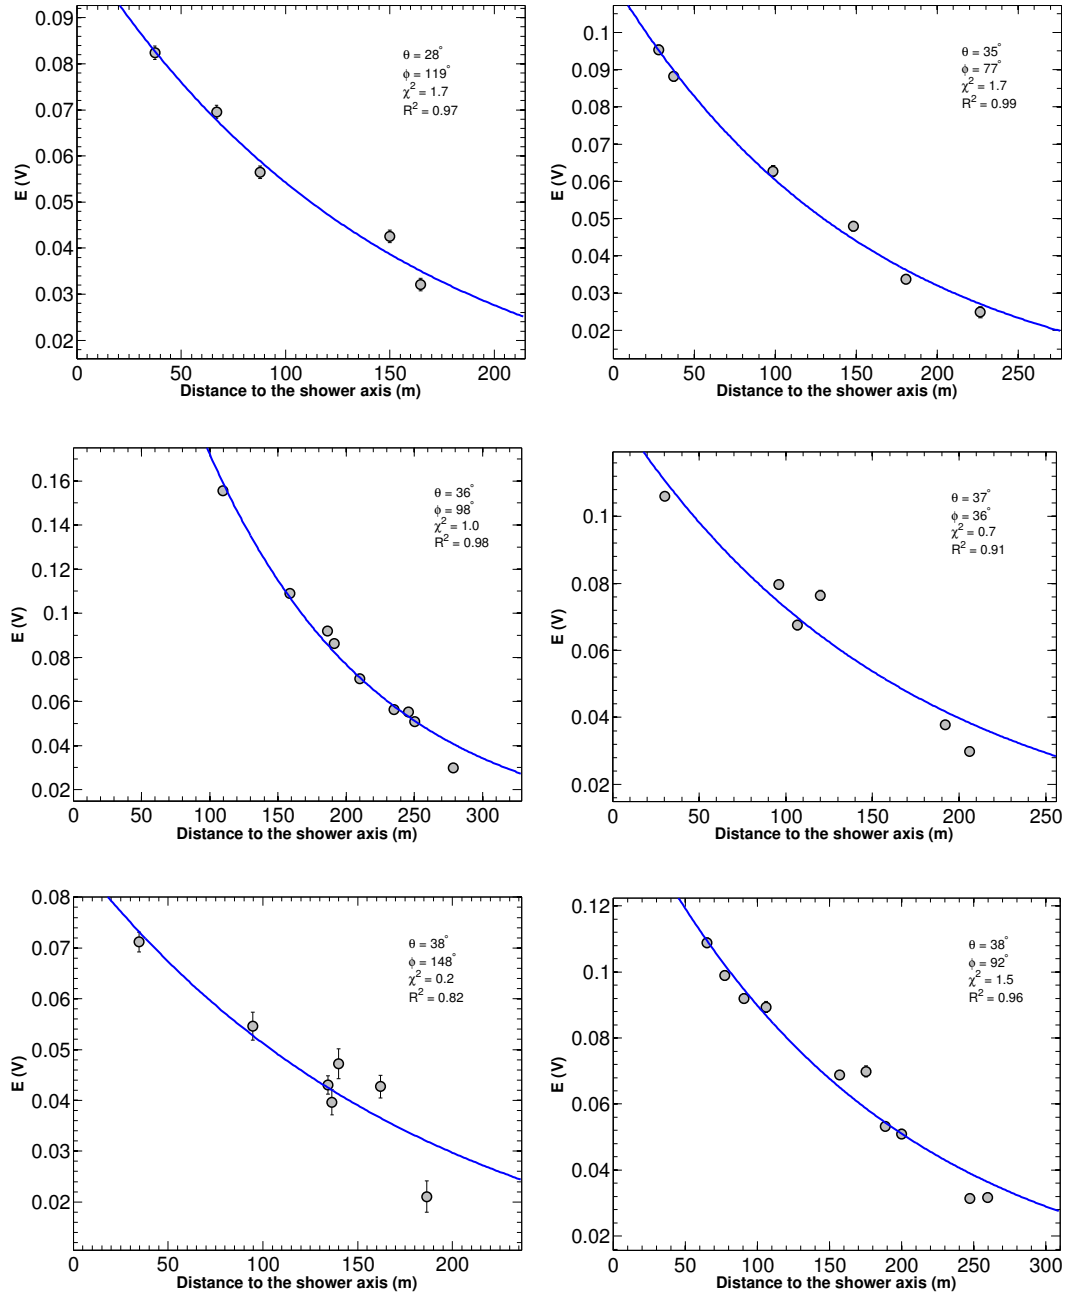 0.09
0.08
0.07
0.06
0.05
0.04
0.03
0.02
E (V)
θ = 28°
ϕ = 119°
χ² = 1.7
R² = 0.97
0 50 100 150 200
Distance to the shower axis (m)
0.1
0.09
0.08
0.07
0.06
0.05
0.04
0.03
0.02
E (V)
θ = 35°
ϕ = 77°
χ² = 1.7
R² = 0.99
0 50 100 150 200 250
Distance to the shower axis (m)
0.16
0.14
0.12
0.1
0.08
0.06
0.04
0.02
E (V)
θ = 36°
ϕ = 98°
χ² = 1.0
R² = 0.98
0 50 100 150 200 250 300
Distance to the shower axis (m)
0.1
0.08
0.06
0.04
0.02
E (V)
θ = 37°
ϕ = 36°
χ² = 0.7
R² = 0.91
0 50 100 150 200 250
Distance to the shower axis (m)
0.08
0.07
0.06
0.05
0.04
0.03
0.02
E (V)
θ = 38°
ϕ = 148°
χ² = 0.2
R² = 0.82
0 50 100 150 200
Distance to the shower axis (m)
0.12
0.1
0.08
0.06
0.04
0.02
E (V)
θ = 38°
ϕ = 92°
χ² = 1.5
R² = 0.96
0 50 100 150 200 250 300
Distance to the shower axis (m)